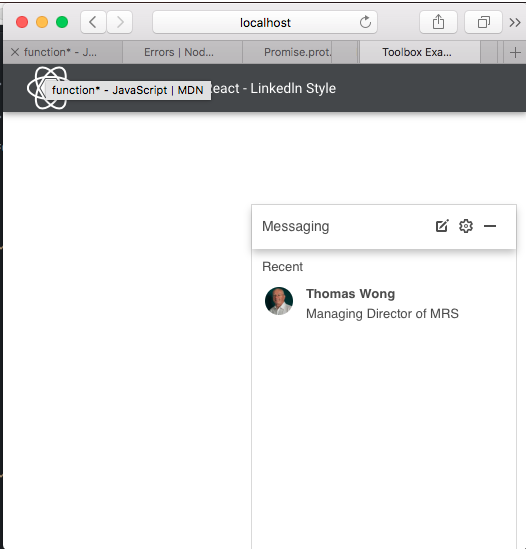 localhost
function* - J...
Errors | Nod...
Promise.prot.
Toolbox Exa...
function* - JavaScript | MDN
React - LinkedIn Style
Messaging
Recent
Thomas Wong
Managing Director of MRS